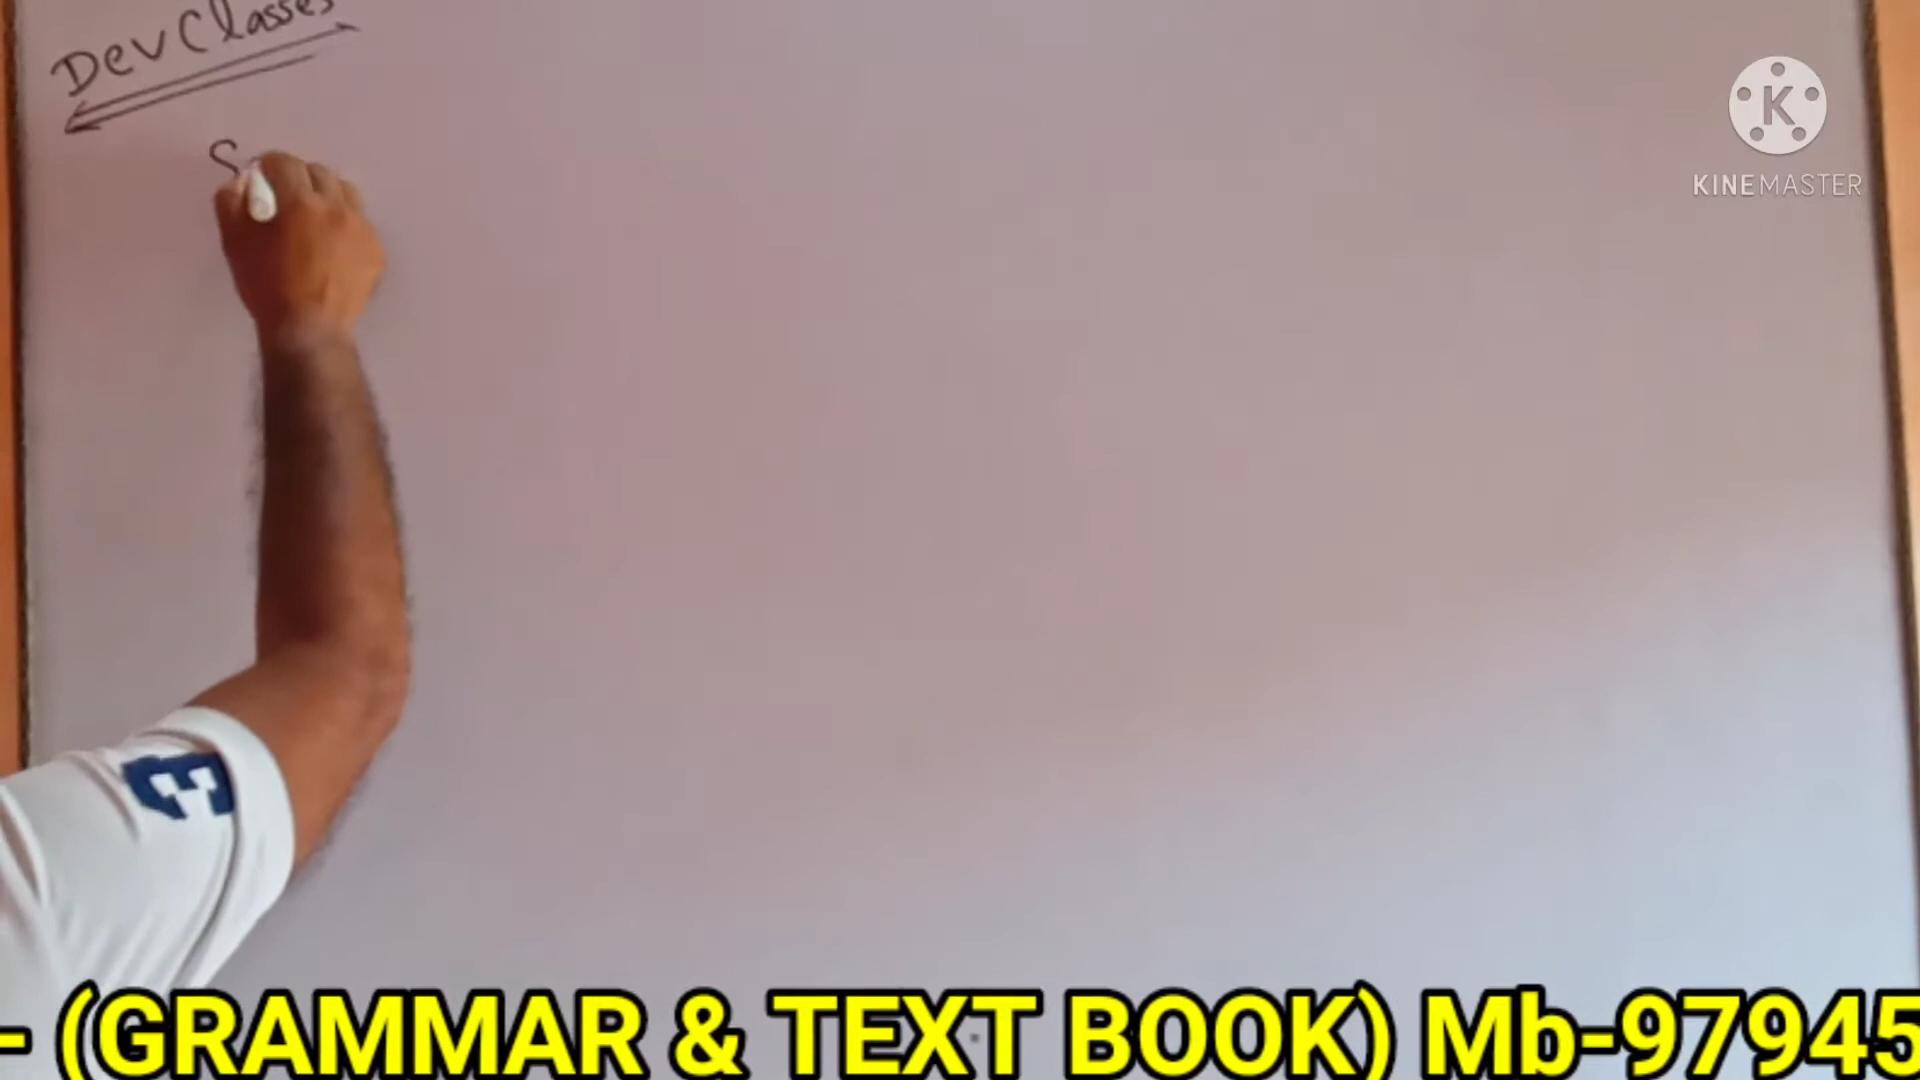 Dev Classes
S
K
KINEMASTER
- (GRAMMAR & TEXT BOOK) Mb-97945